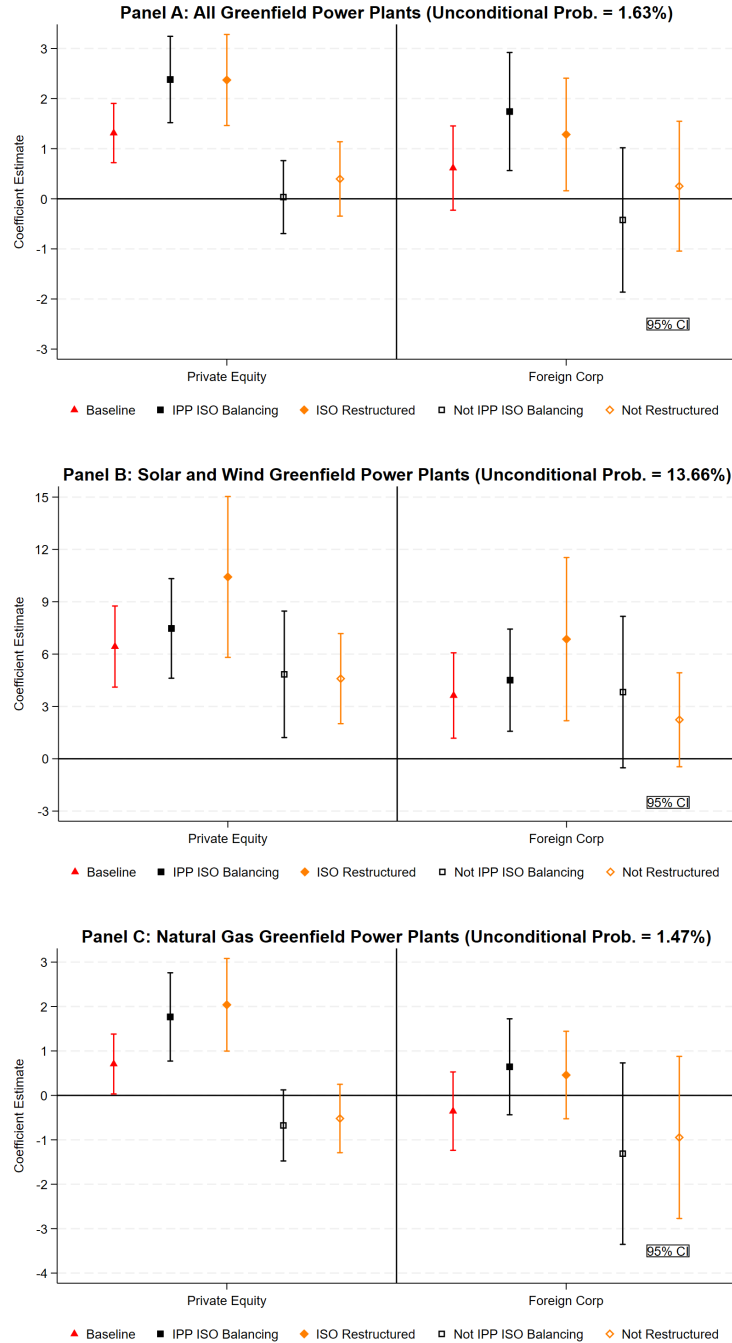 Panel A: All Greenfield Power Plants (Unconditional Prob. = 1.63%)
3
2
1
0
-1
-2
-3
Coefficient Estimate
95% CI
Private Equity
Foreign Corp
Baseline
IPP ISO Balancing
ISO Restructured
Not IPP ISO Balancing
Not Restructured
Panel B: Solar and Wind Greenfield Power Plants (Unconditional Prob. = 13.66%)
15
12
9
6
3
0
-3
Coefficient Estimate
95% CI
Private Equity
Foreign Corp
Baseline
IPP ISO Balancing
ISO Restructured
Not IPP ISO Balancing
Not Restructured
Panel C: Natural Gas Greenfield Power Plants (Unconditional Prob. = 1.47%)
3
2
1
0
-1
-2
-3
-4
Coefficient Estimate
95% CI
Private Equity
Foreign Corp
Baseline
IPP ISO Balancing
ISO Restructured
Not IPP ISO Balancing
Not Restructured